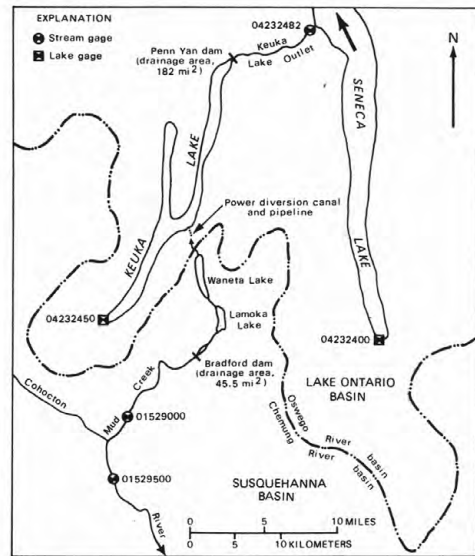 EXPLANATION
Stream gage
Lake gage
04232482
Penn Yan dam
(drainage area,
182 mi2)
Keuka
Lake Outlet
N
SENECA
LAKE
KEUKA
LAKE
Power diversion canal
and pipeline
Waneta Lake
Lamoka
Lake
04232450
04232400
Bradford dam
(drainage area,
45.5 mi2)
LAKE ONTARIO
BASIN
Cohocton
River
Mud Creek
01529000
01529500
Oswego River basin
Chemung River basin
SUSQUEHANNA
BASIN
0 5 10 MILES
0 5 10 KILOMETERS